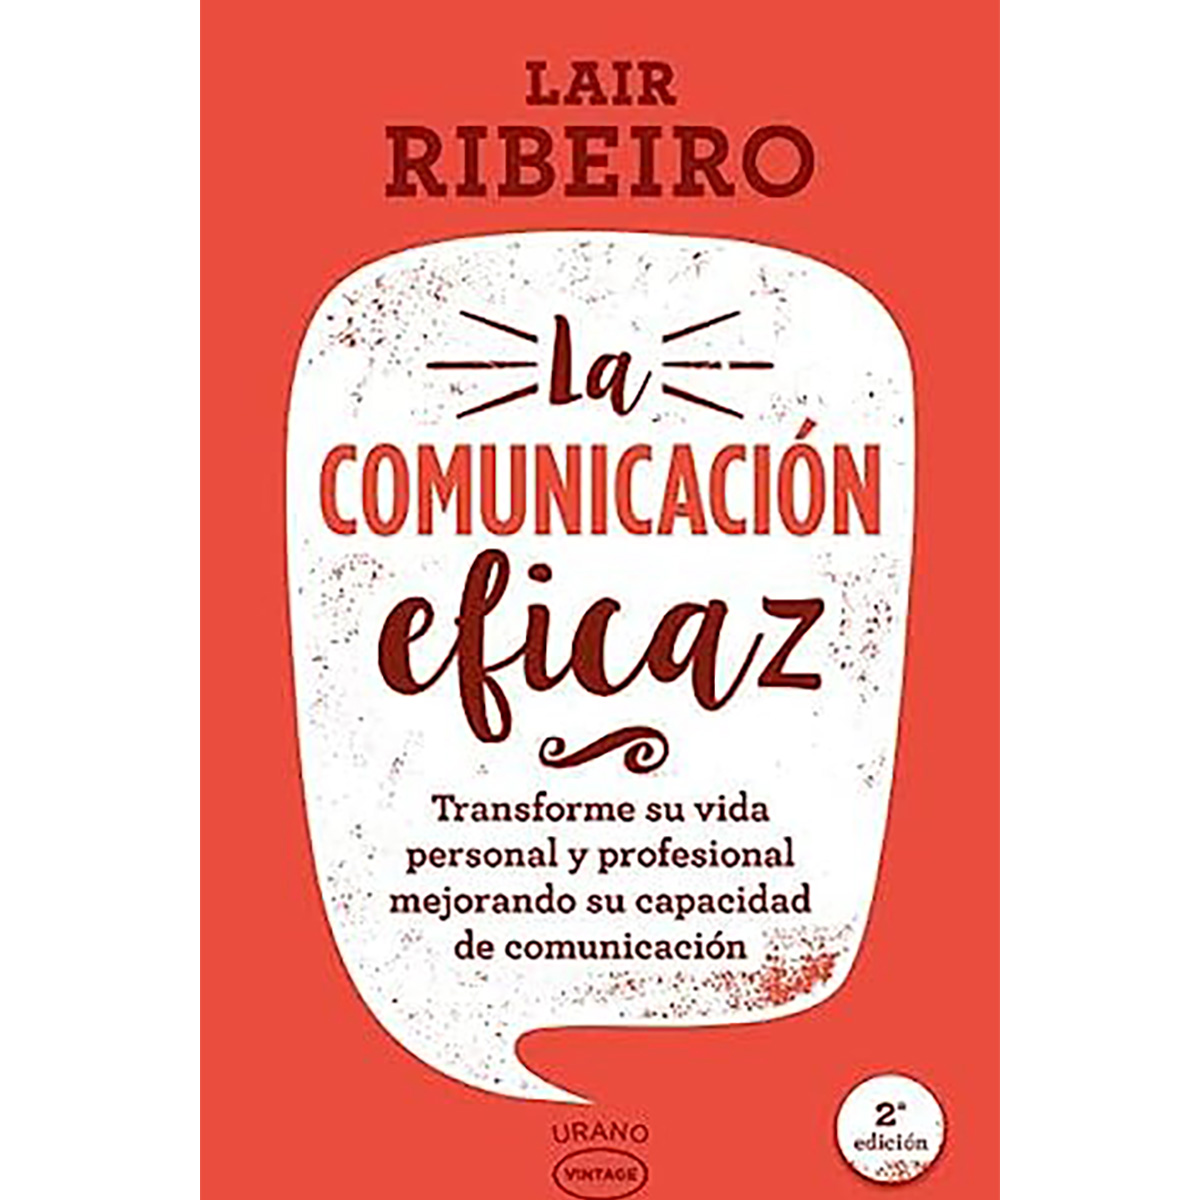 LAIR
RIBEIRO
La
COMUNICACIÓN
eficaz
Transforme su vida
personal y profesional
mejorando su capacidad
de comunicación
2ª
edición
URANO
VINTAGE